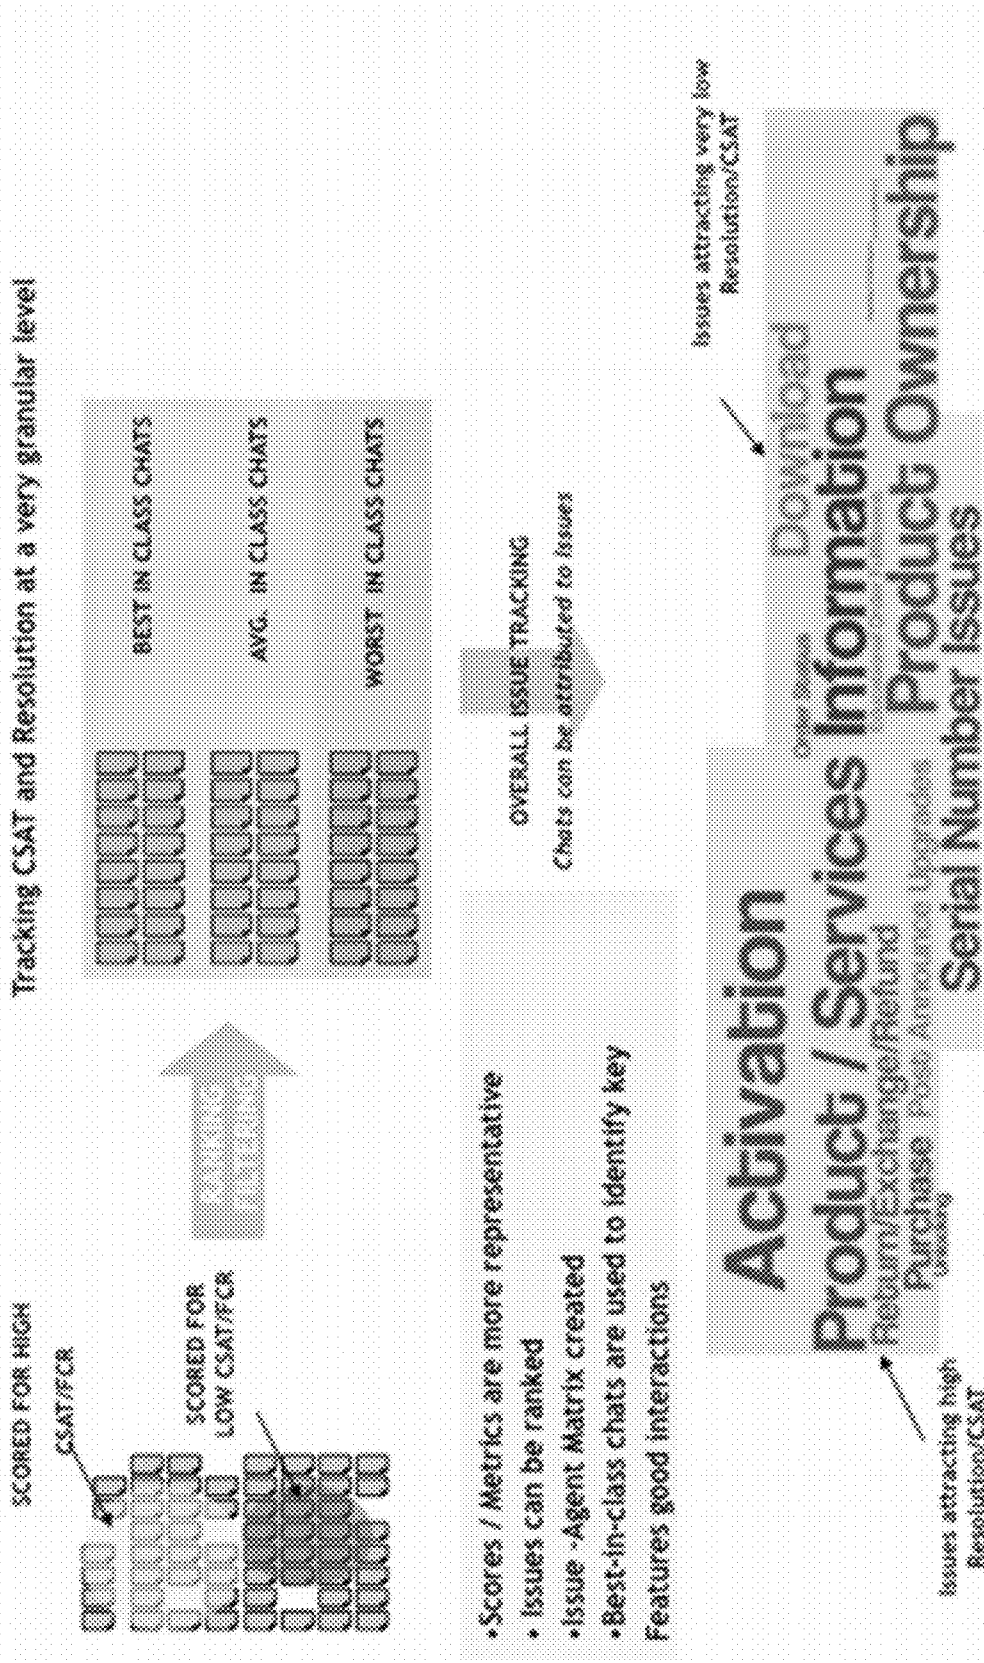 Tracking CSAT and Resolution at a very granular level
SCORED FOR HIGH
CSAT/FCR
SCORED FOR
LOW CSAT/FCR
BEST IN CLASS CHATS
AVG. IN CLASS CHATS
WORST IN CLASS CHATS
•Scores / Metrics are more representative
• Issues can be ranked
•Issue -Agent Matrix created
•Best-in-class chats are used to identify key
Features good interactions
OVERALL ISSUE TRACKING
Chats can be attributed to issues
Issues attracting very low
Resolution/CSAT
Activation
Order Status
Download
Product / Services Information
Return/Exchange/Refund
Product Ownership
Purchase
Upgrades
Serial Number Issues
Issues attracting high
Resolution/CSAT